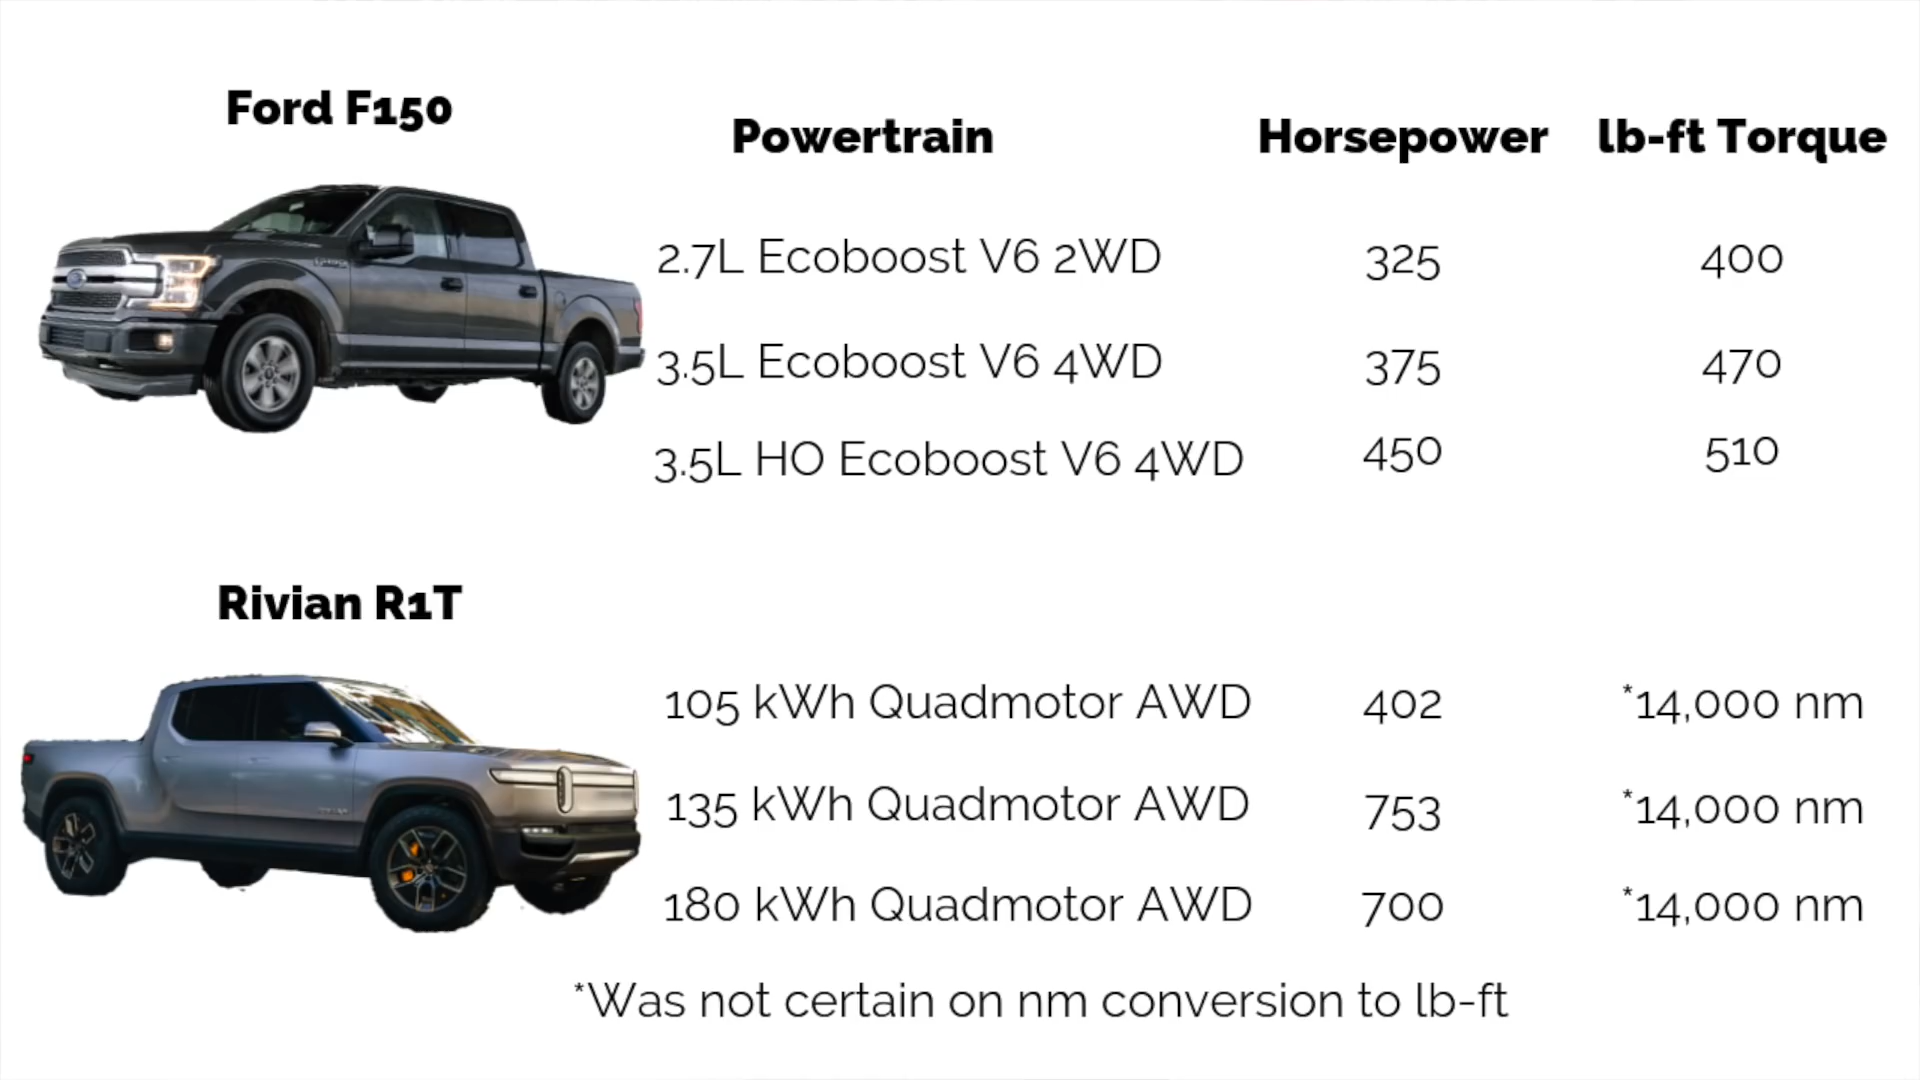 Ford F150
Powertrain Horsepower lb-ft Torque
2.7L Ecoboost V6 2WD 325 400
3.5L Ecoboost V6 4WD 375 470
3.5L HO Ecoboost V6 4WD 450 510
Rivian R1T
105 kWh Quadmotor AWD 402 *14,000 nm
135 kWh Quadmotor AWD 753 *14,000 nm
180 kWh Quadmotor AWD 700 *14,000 nm
*Was not certain on nm conversion to lb-ft